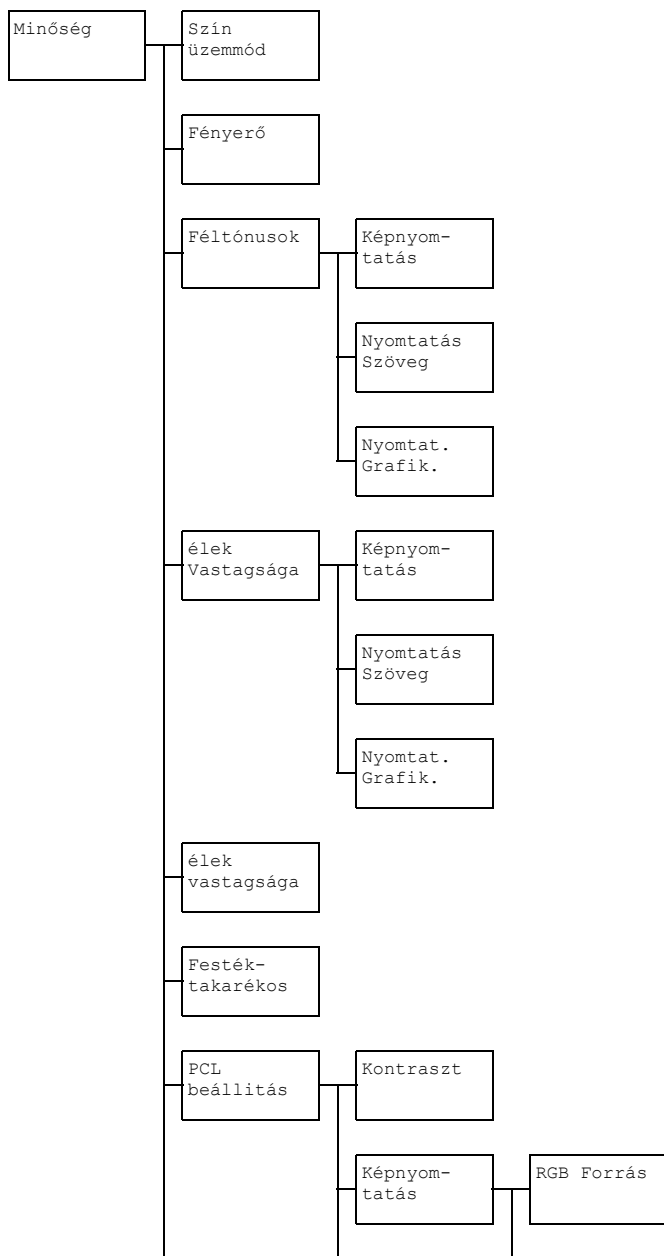 Minőség
Szín
üzemmód
Fényerő
Féltónusok
Képnyom-
tatás
Nyomtatás
Szöveg
Nyomtat.
Grafik.
élek
Vastagsága
Képnyom-
tatás
Nyomtatás
Szöveg
Nyomtat.
Grafik.
élek
vastagsága
Festék-
takarékos
PCL
beállitás
Kontraszt
Képnyom-
tatás
RGB Forrás